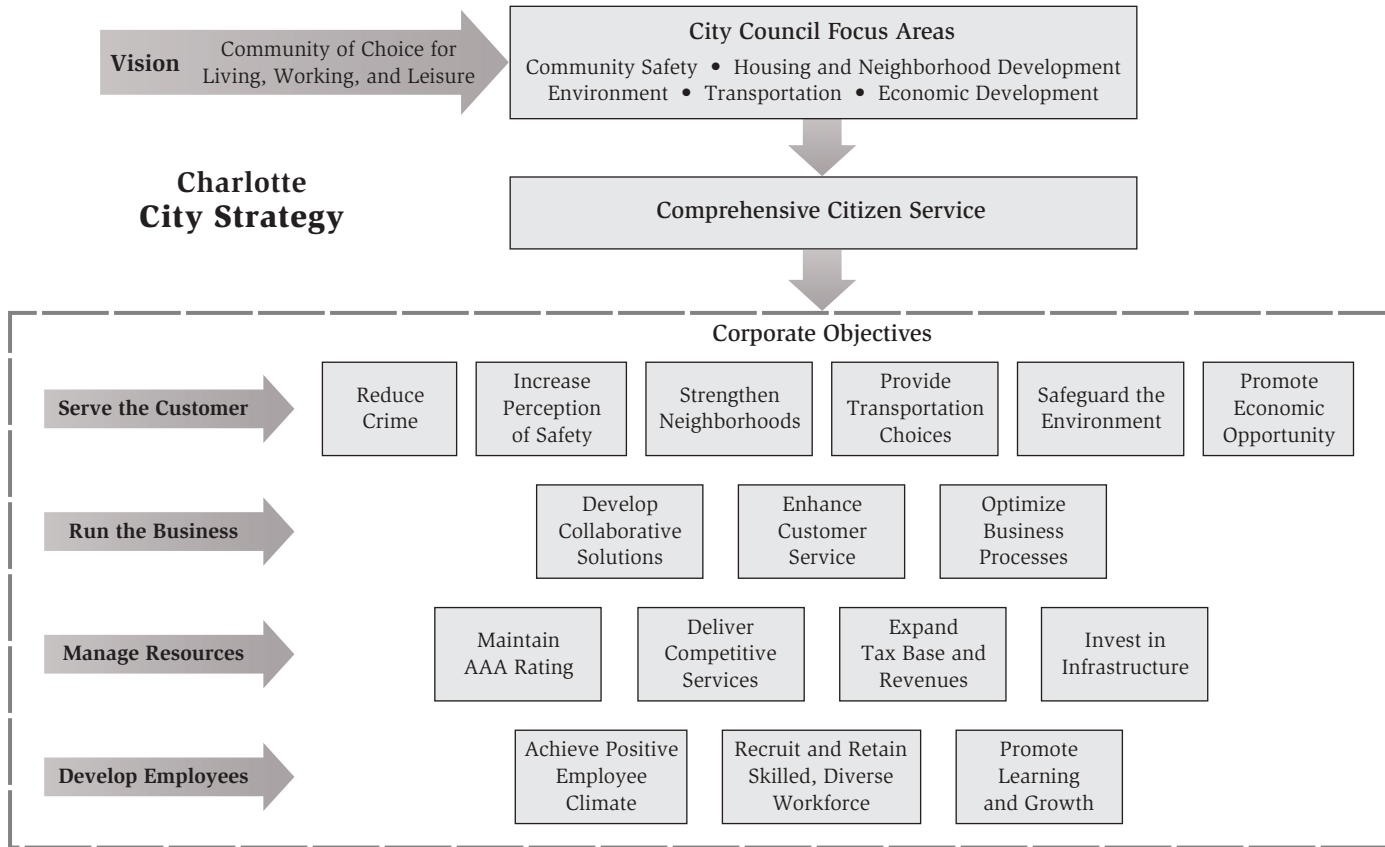 Vision
Community of Choice for
Living, Working, and Leisure
City Council Focus Areas
Community Safety • Housing and Neighborhood Development
Environment • Transportation • Economic Development
Charlotte
City Strategy
Comprehensive Citizen Service
Corporate Objectives
Serve the Customer
Reduce
Crime
Increase
Perception
of Safety
Strengthen
Neighborhoods
Provide
Transportation
Choices
Safeguard the
Environment
Promote
Economic
Opportunity
Run the Business
Develop
Collaborative
Solutions
Enhance
Customer
Service
Optimize
Business
Processes
Manage Resources
Maintain
AAA Rating
Deliver
Competitive
Services
Expand
Tax Base and
Revenues
Invest in
Infrastructure
Develop Employees
Achieve Positive
Employee
Climate
Recruit and Retain
Skilled, Diverse
Workforce
Promote
Learning
and Growth